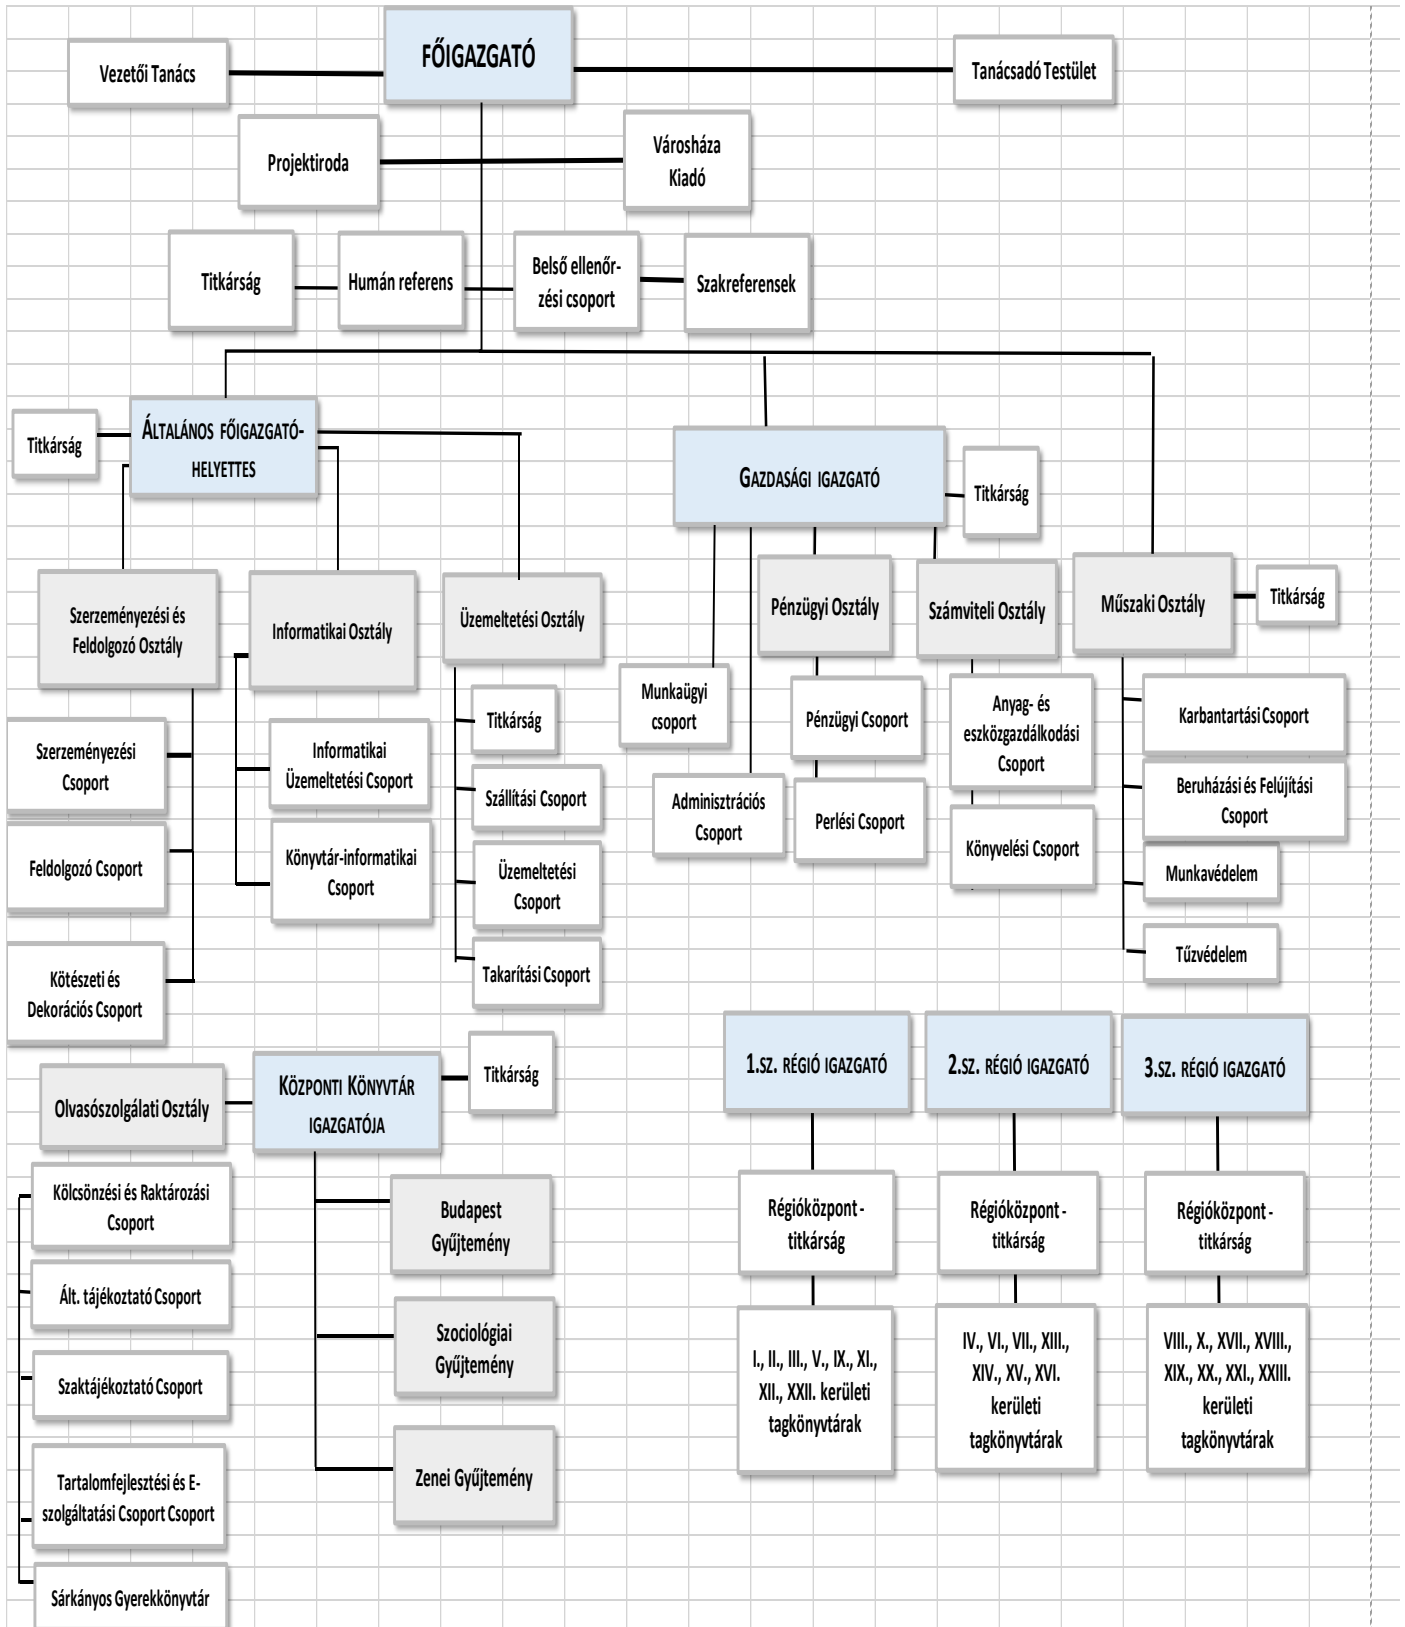 FŐIGAZGATÓ
Vezetői Tanács
Tanácsadó Testület
Projektiroda
Városháza
Kiadó
Titkárság
Humán referens
Belső ellenőr-
zési csoport
Szakreferensek
Titkárság
ÁLTALÁNOS FŐIGAZGATÓ-
HELYETTES
GAZDASÁGI IGAZGATÓ
Titkárság
Szerzeményezési és
Feldolgozó Osztály
Informatikai Osztály
Üzemeltetési Osztály
Pénzügyi Osztály
Számviteli Osztály
Műszaki Osztály
Titkárság
Szerzeményezési
Csoport
Feldolgozó Csoport
Kötészeti és
Dekorációs Csoport
Informatikai
Üzemeltetési Csoport
Könyvtár-informatikai
Csoport
Titkárság
Szállítási Csoport
Üzemeltetési
Csoport
Takarítási Csoport
Munkaügyi
csoport
Adminisztrációs
Csoport
Pénzügyi Csoport
Perlési Csoport
Anyag- és
eszközgazdálkodási
Csoport
Könyvelési Csoport
Karbantartási Csoport
Beruházási és Felújítási
Csoport
Munkavédelem
Tűzvédelem
Olvasószolgálati Osztály
KÖZPONTI KÖNYVTÁR
IGAZGATÓJA
Titkárság
Kölcsönzési és Raktározási
Csoport
Ált. tájékoztató Csoport
Szaktájékoztató Csoport
Tartalomfejlesztési és E-
szolgáltatási Csoport Csoport
Sárkányos Gyerekkönyvtár
Budapest
Gyűjtemény
Szociológiai
Gyűjtemény
Zenei Gyűjtemény
1.SZ. RÉGIÓ IGAZGATÓ
2.SZ. RÉGIÓ IGAZGATÓ
3.SZ. RÉGIÓ IGAZGATÓ
Régióközpont -
titkárság
Régióközpont -
titkárság
Régióközpont -
titkárság
I., II., III., V., IX., XI.,
XII., XXII. kerületi
tagkönyvtárak
IV., VI., VII., XIII.,
XIV., XV., XVI.
kerületi
tagkönyvtárak
VIII., X., XVII., XVIII.,
XIX., XX., XXI., XXIII.
kerületi
tagkönyvtárak